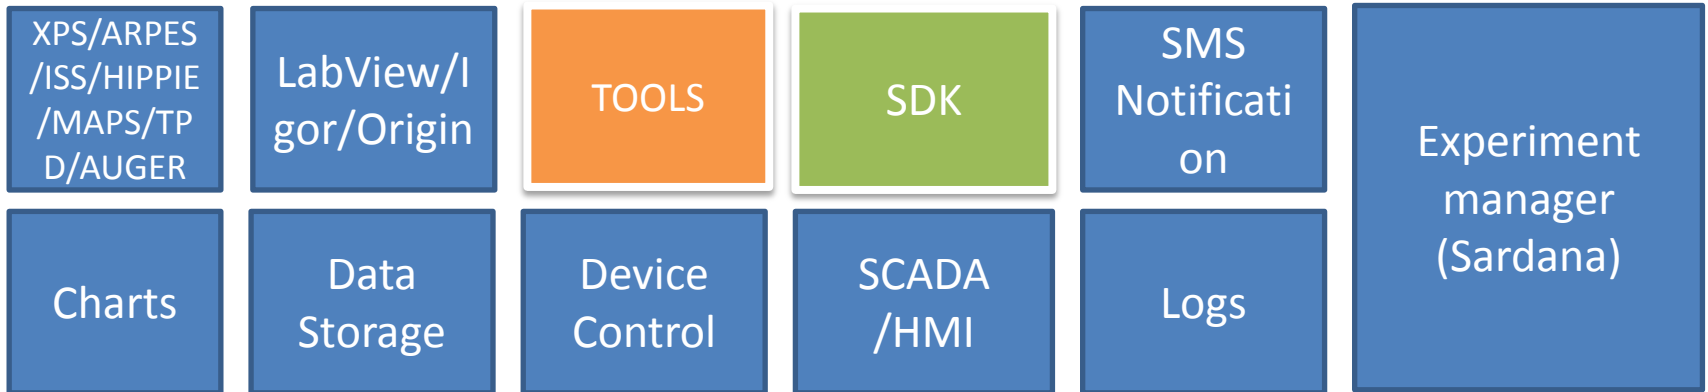 XPS/ARPES
/ISS/HIPPIE
/MAPS/TP
D/AUGER
LabView/I
gor/Origin
TOOLS
SDK
SMS
Notificati
on
Experiment
manager
(Sardana)
Charts
Data
Storage
Device
Control
SCADA
/HMI
Logs